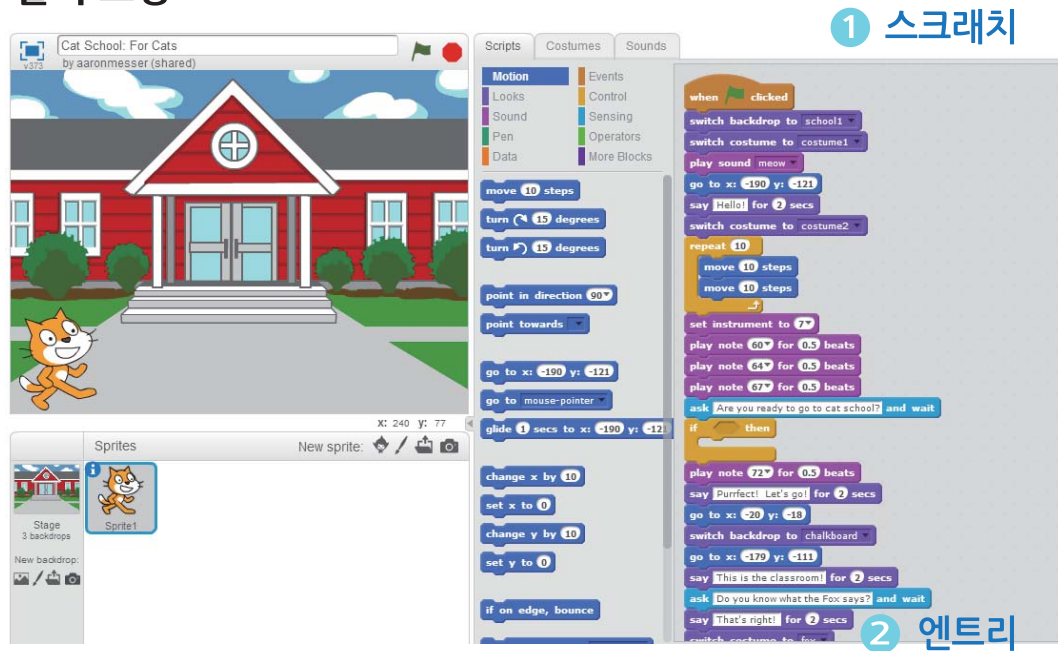 ① 스크래치
Cat School: For Cats
by aaronmesser (shared)
v373
Scripts Costumes Sounds
Motion Events
Looks Control
Sound Sensing
Pen Operators
Data More Blocks
move 10 steps
turn 15 degrees
turn 15 degrees
point in direction 90
point towards
go to x: -190 y: -121
go to mouse-pointer
glide 1 secs to x: -190 y: -121
change x by 10
set x to 0
change y by 10
set y to 0
if on edge, bounce
when clicked
switch backdrop to school1
switch costume to costume1
play sound meow
go to x: -190 y: -121
say Hello! for 2 secs
switch costume to costume2
repeat 10
move 10 steps
move 10 steps
set instrument to 7
play note 60 for 0.5 beats
play note 64 for 0.5 beats
play note 67 for 0.5 beats
ask Are you ready to go to cat school? and wait
if then
play note 72 for 0.5 beats
say Purrfect! Let's go! for 2 secs
go to x: -20 y: -18
switch backdrop to chalkboard
go to x: -179 y: -111
say This is the classroom! for 2 secs
ask Do you know what the Fox says? and wait
say That's right! for 2 secs
switch costume to fox
x: 240 y: 77
Sprites New sprite:
Stage
3 backdrops
New backdrop:
Sprite1
② 엔트리